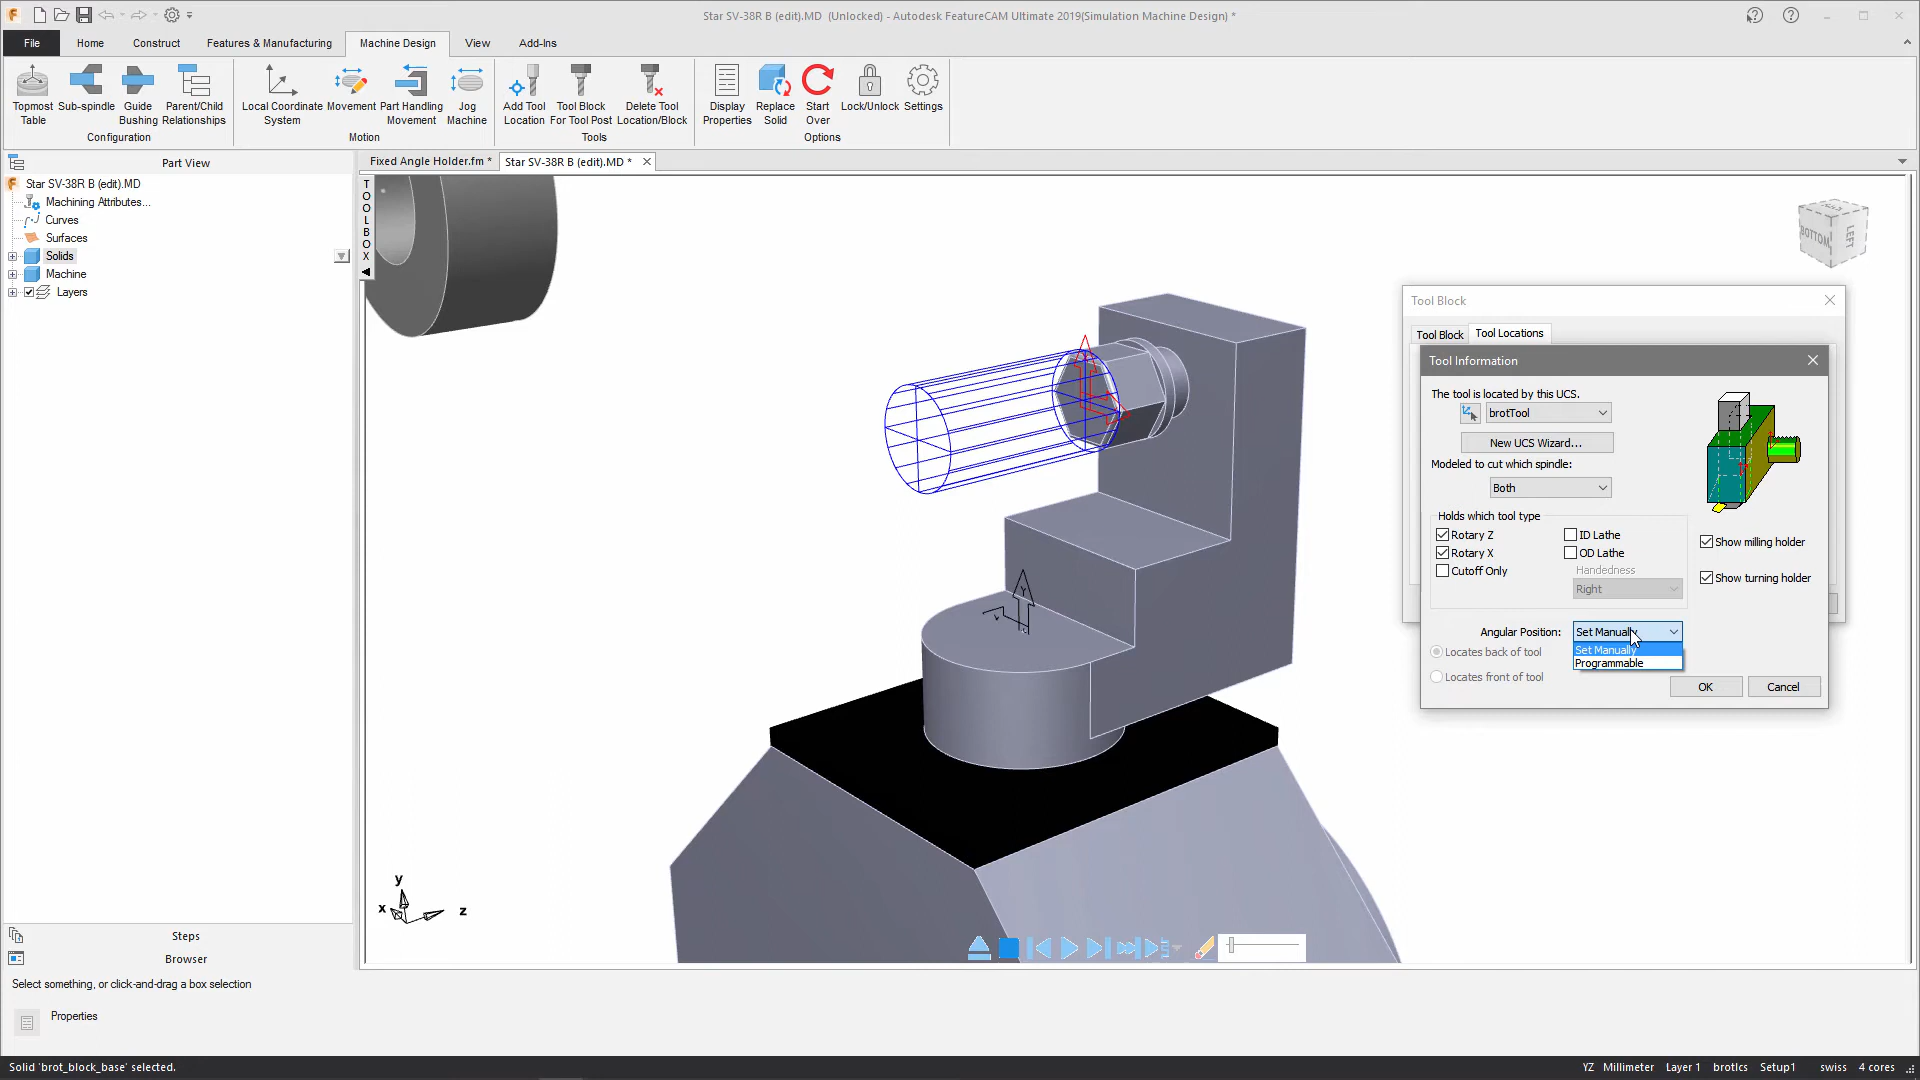 Star SV-38R B (edit).MD  (Unlocked) - Autodesk FeatureCAM Ultimate 2019(Simulation Machine Design) *
File Home Construct Features & Manufacturing Machine Design View Add-Ins
Topmost Table
Sub-spindle
Guide Bushing
Parent/Child Relationships
Configuration
Local Coordinate System
Movement
Part Handling Movement
Jog Machine
Motion
Add Tool Location
Tool Block For Tool Post
Delete Tool Location/Block
Tools
Display Properties
Replace Solid
Start Over
Lock/Unlock
Settings
Options
Part View
Fixed Angle Holder.fm *
Star SV-38R B (edit).MD *
Star SV-38R B (edit).MD
Machining Attributes...
Curves
Surfaces
Solids
Machine
Layers
TOOLBOX
BOTTOM
LEFT
Y
y
x
z
Tool Block
Tool Block
Tool Locations
Tool Information
The tool is located by this UCS.
brotTool
New UCS Wizard...
Modeled to cut which spindle:
Both
Holds which tool type
Rotary Z
ID Lathe
Rotary X
OD Lathe
Cutoff Only
Handedness
Right
Show milling holder
Show turning holder
Angular Position: Set Manually
Set Manually
Programmable
Locates back of tool
Locates front of tool
OK
Cancel
Steps
Browser
Select something, or click-and-drag a box selection
Properties
Solid 'brot_block_base' selected.
YZ Millimeter Layer 1 brotlcs Setup1 swiss 4 cores